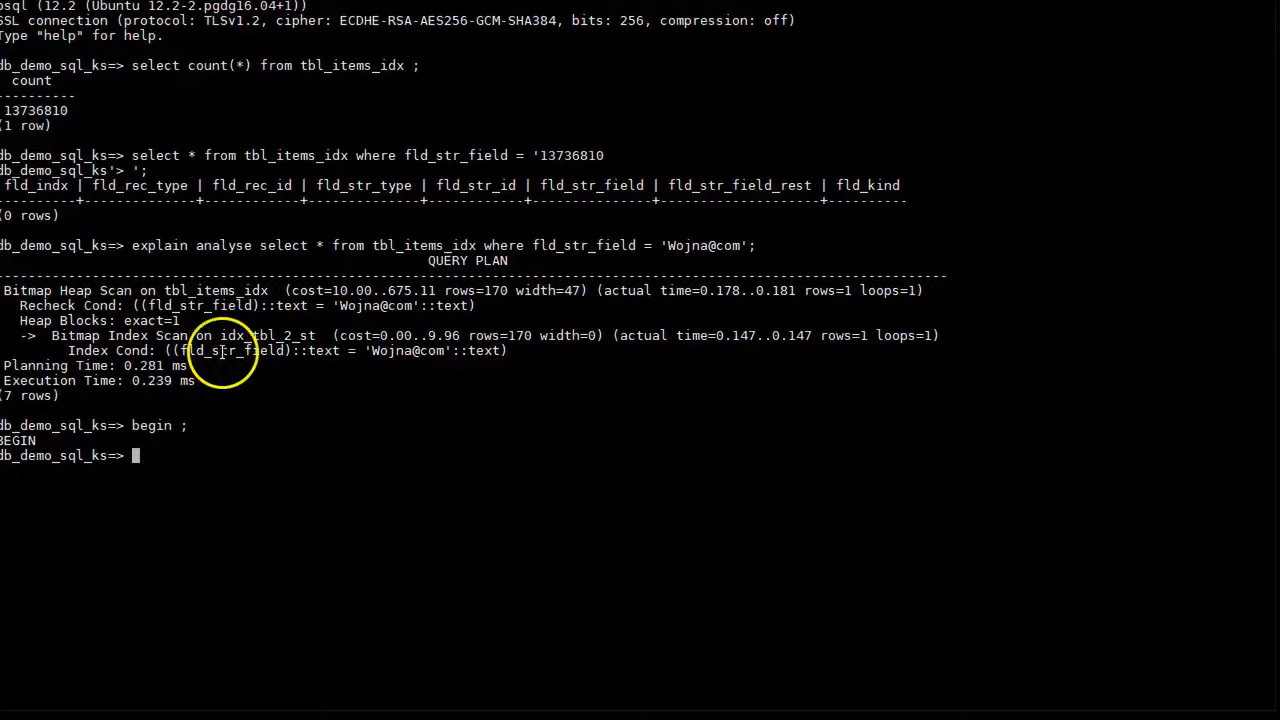 psql (12.2 (Ubuntu 12.2-2.pgdg16.04+1))
SSL connection (protocol: TLSv1.2, cipher: ECDHE-RSA-AES256-GCM-SHA384, bits: 256, compression: off)
Type "help" for help.
db_demo_sql_ks=> select count(*) from tbl_items_idx ;
count
----------
13736810
(1 row)
db_demo_sql_ks=> select * from tbl_items_idx where fld_str_field = '13736810
db_demo_sql_ks'> ';
fld_indx | fld_rec_type | fld_rec_id | fld_str_type | fld_str_id | fld_str_field | fld_str_field_rest | fld_kind
----------+--------------+------------+--------------+------------+---------------+--------------------+----------
(0 rows)
db_demo_sql_ks=> explain analyse select * from tbl_items_idx where fld_str_field = 'Wojna@com';
QUERY PLAN
-----------------------------------------------------------------------------------------------------------------------
Bitmap Heap Scan on tbl_items_idx  (cost=10.00..675.11 rows=170 width=47) (actual time=0.178..0.181 rows=1 loops=1)
Recheck Cond: ((fld_str_field)::text = 'Wojna@com'::text)
Heap Blocks: exact=1
->  Bitmap Index Scan on idx_tbl_2_st  (cost=0.00..9.96 rows=170 width=0) (actual time=0.147..0.147 rows=1 loops=1)
Index Cond: ((fld_str_field)::text = 'Wojna@com'::text)
Planning Time: 0.281 ms
Execution Time: 0.239 ms
(7 rows)
db_demo_sql_ks=> begin ;
BEGIN
db_demo_sql_ks=>